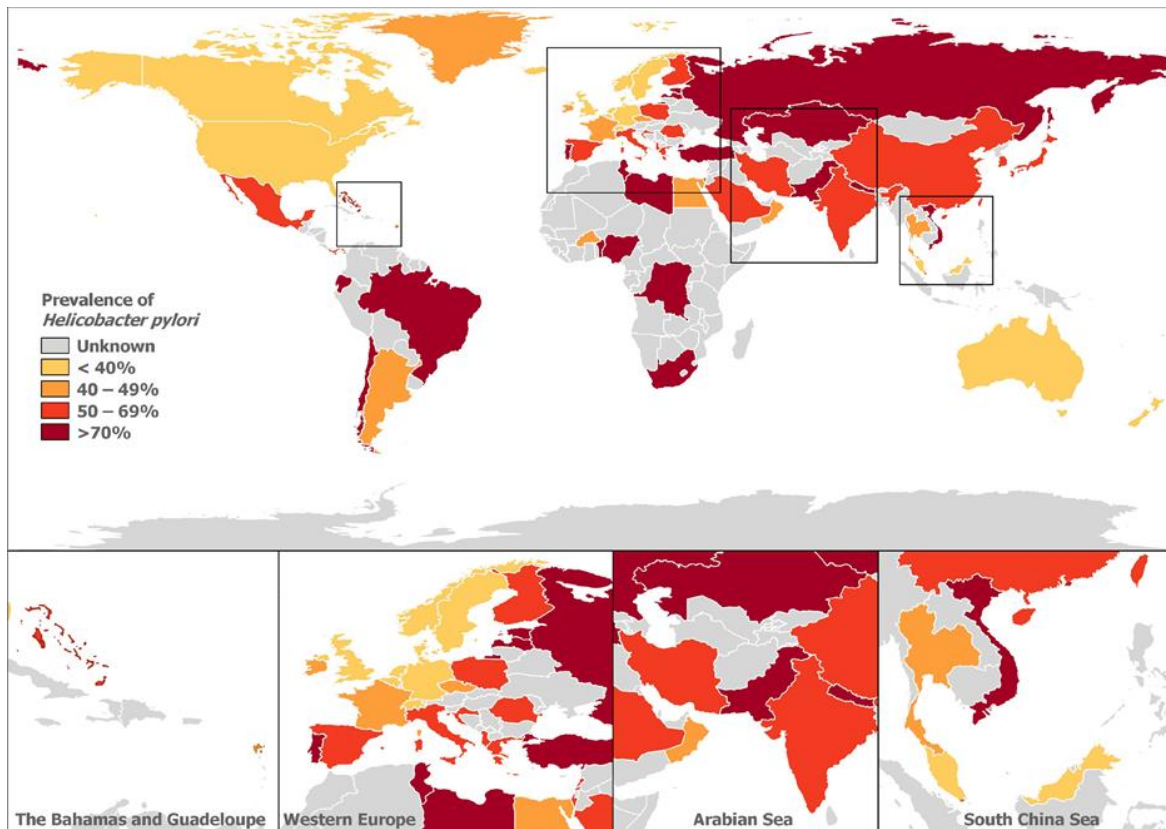 Prevalence of
Helicobacter pylori
Unknown
< 40%
40 – 49%
50 – 69%
>70%
The Bahamas and Guadeloupe
Western Europe
Arabian Sea
South China Sea